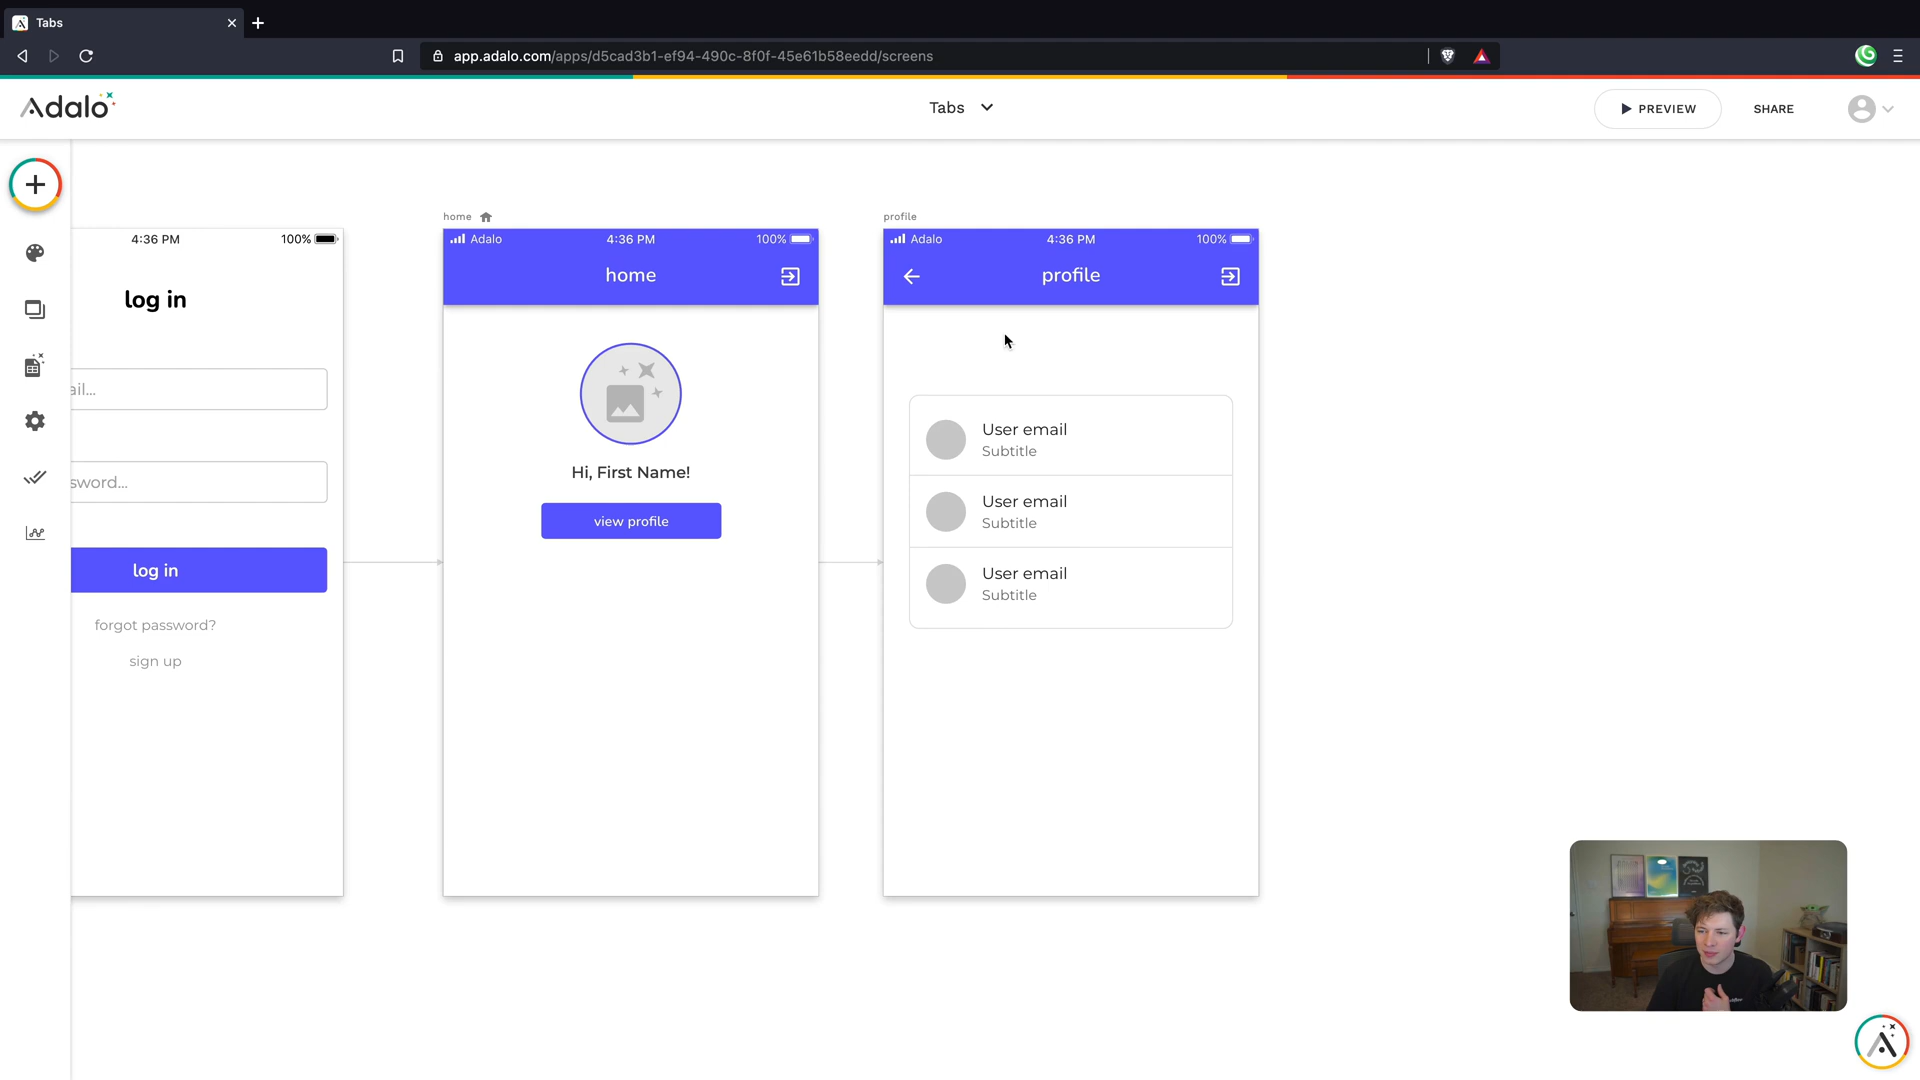 Tabs
app.adalo.com/apps/d5cad3b1-ef94-490c-8f0f-45e61b58eedd/screens
Adalo
Tabs
PREVIEW
SHARE
4:36 PM
100%
log in
ail...
sword...
log in
forgot password?
sign up
home
Adalo
4:36 PM
100%
home
Hi, First Name!
view profile
profile
Adalo
4:36 PM
100%
profile
User email
Subtitle
User email
Subtitle
User email
Subtitle